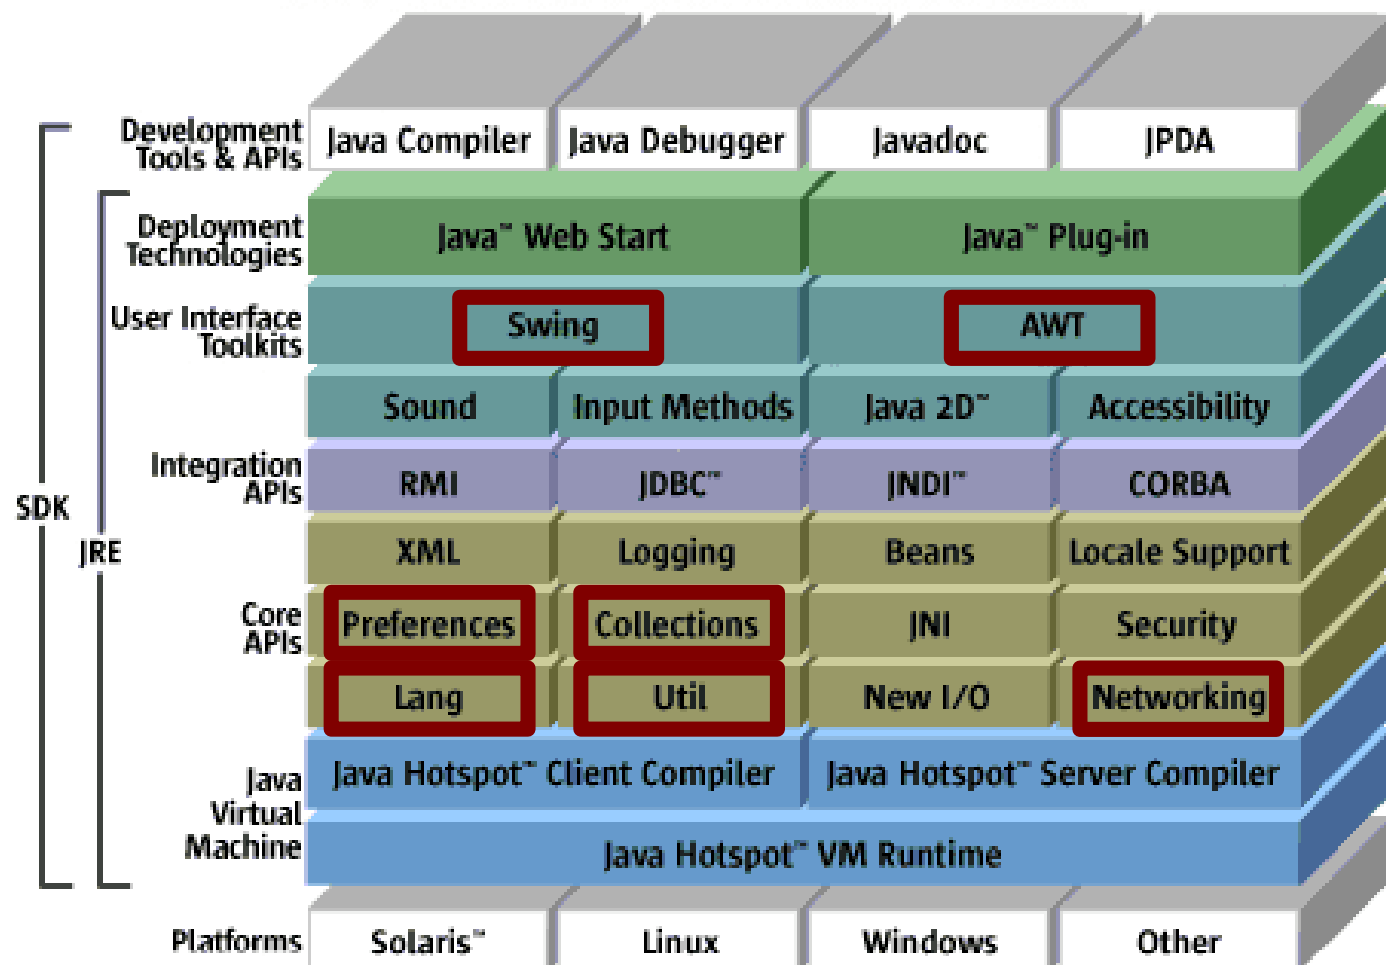 Development
Tools & APIs
Java Compiler
Java Debugger
Javadoc
JPDA
Deployment
Technologies
Java™ Web Start
Java™ Plug-in
User Interface
Toolkits
Swing
AWT
Sound
Input Methods
Java 2D™
Accessibility
Integration
APIs
RMI
JDBC™
JNDI™
CORBA
SDK
JRE
XML
Logging
Beans
Locale Support
Core
APIs
Preferences
Collections
JNI
Security
Lang
Util
New I/O
Networking
Java
Virtual
Machine
Java Hotspot™ Client Compiler
Java Hotspot™ Server Compiler
Java Hotspot™ VM Runtime
Platforms
Solaris™
Linux
Windows
Other